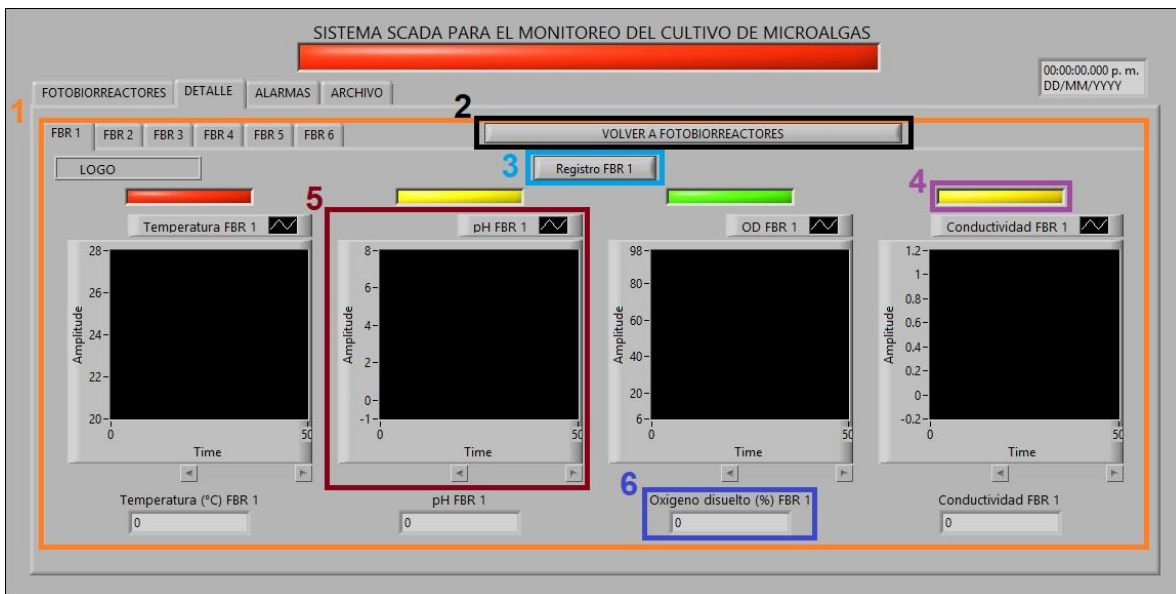 SISTEMA SCADA PARA EL MONITOREO DEL CULTIVO DE MICROALGAS
00:00:00.000 p. m.
DD/MM/YYYY
FOTOBIORREACTORES DETALLE ALARMAS ARCHIVO
1
2
FBR 1 FBR 2 FBR 3 FBR 4 FBR 5 FBR 6
VOLVER A FOTOBIORREACTORES
LOGO
3
Registro FBR 1
5
4
Temperatura FBR 1
28
26
24
22
20
Amplitude
0
50
Time
Temperatura (°C) FBR 1
0
pH FBR 1
8
6
4
2
0
-1
Amplitude
0
50
Time
pH FBR 1
0
OD FBR 1
98
80
60
40
20
6
Amplitude
0
50
Time
6
Oxigeno disuelto (%) FBR 1
0
Conductividad FBR 1
1.2
1
0.8
0.6
0.4
0.2
0
-0.2
Amplitude
0
50
Time
Conductividad FBR 1
0